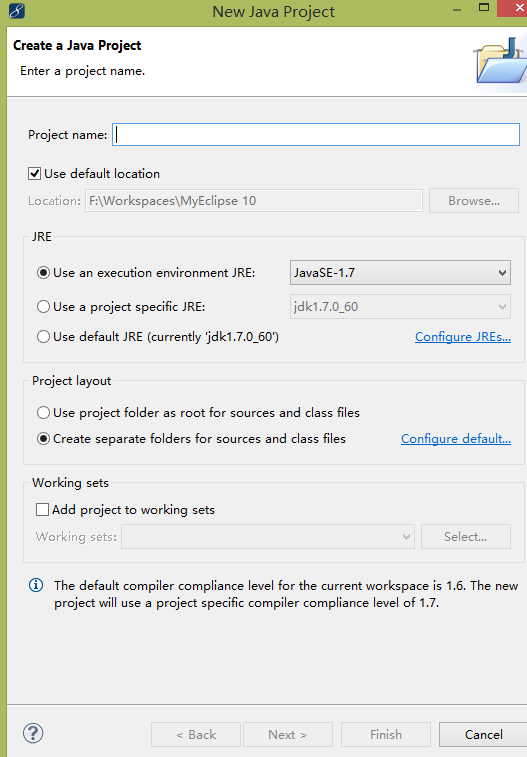 New Java Project
Create a Java Project
Enter a project name.
Project name:
Use default location
Location: F:\Workspaces\MyEclipse 10 Browse...
JRE
Use an execution environment JRE: JavaSE-1.7
Use a project specific JRE: jdk1.7.0_60
Use default JRE (currently 'jdk1.7.0_60') Configure JREs...
Project layout
Use project folder as root for sources and class files
Create separate folders for sources and class files Configure default...
Working sets
Add project to working sets
Working sets: Select...
The default compiler compliance level for the current workspace is 1.6. The new
project will use a project specific compiler compliance level of 1.7.
< Back Next > Finish Cancel